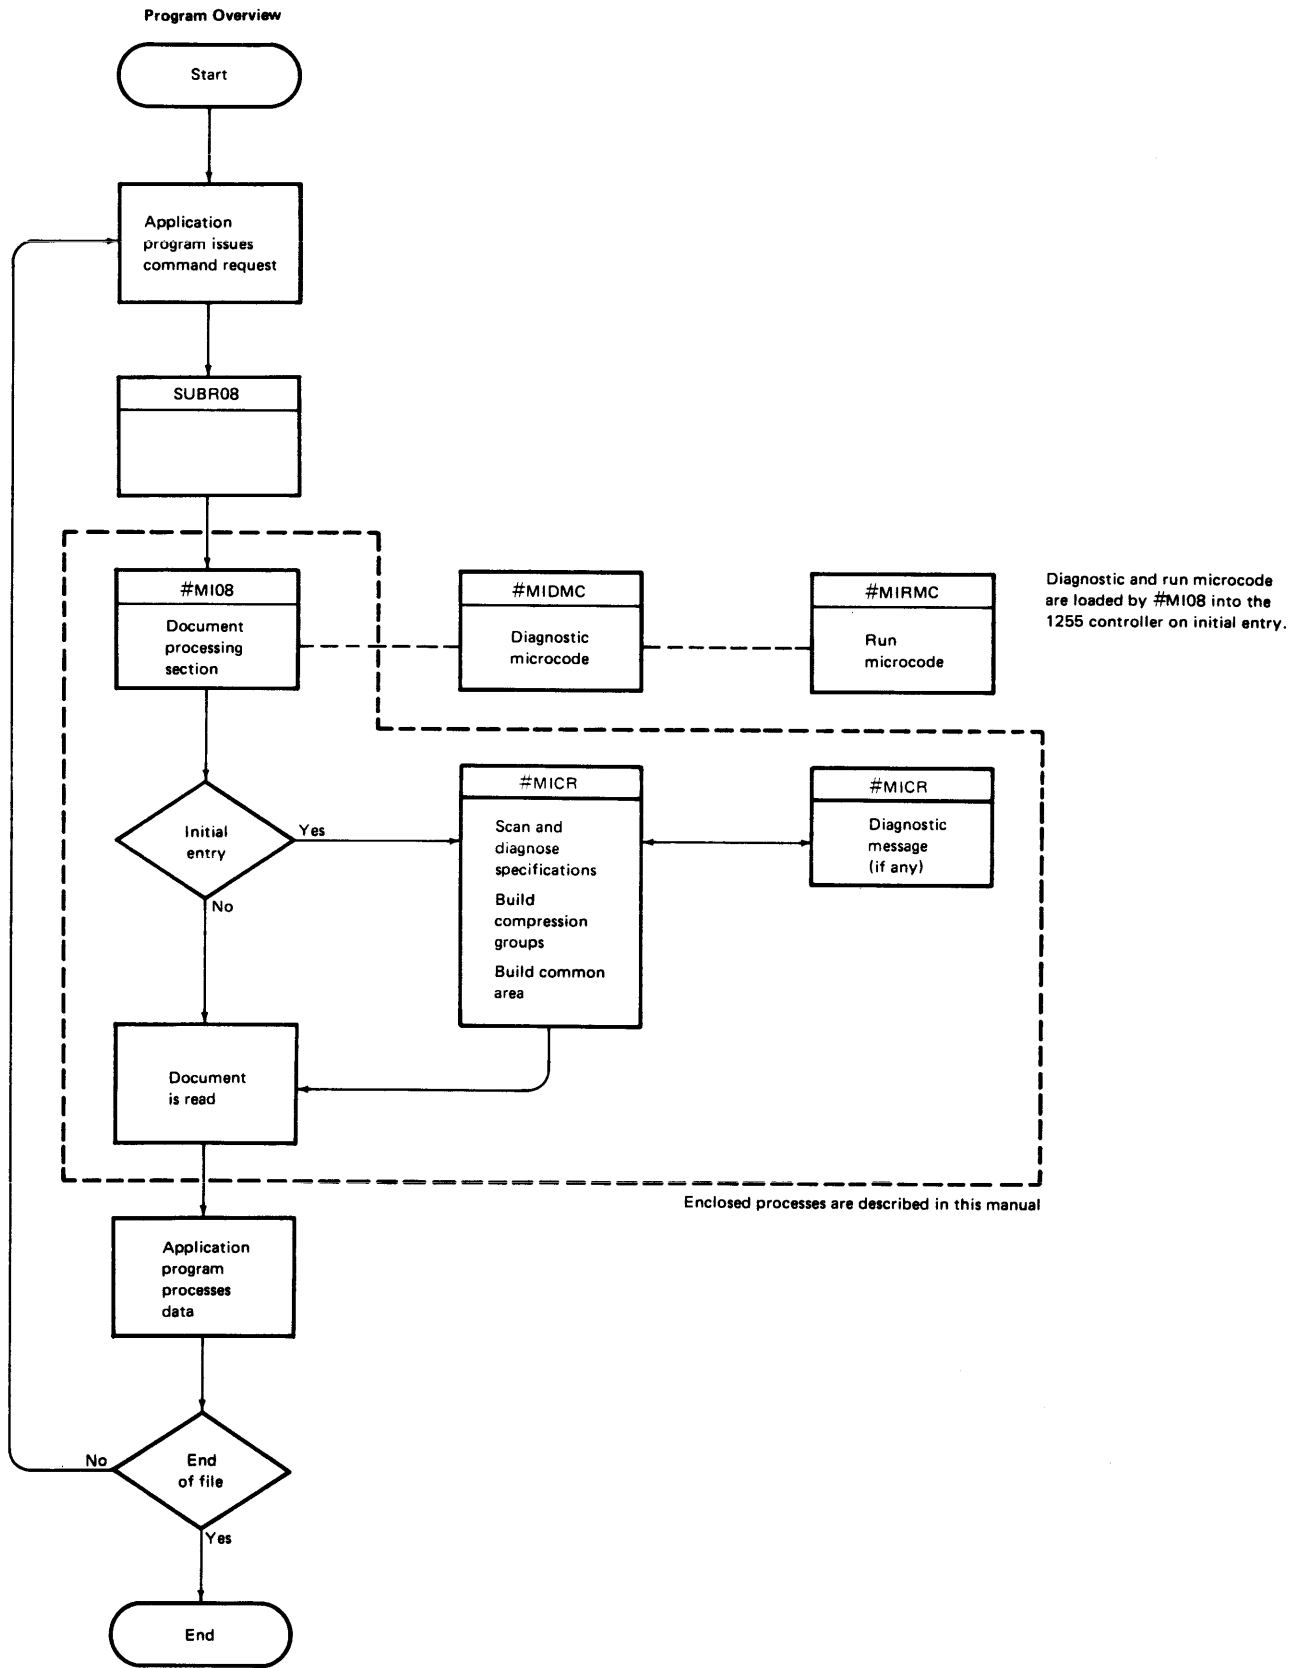 Program Overview
Start
Application
program issues
command request
SUBR08
#MI08
Document
processing
section
#MIDMC
Diagnostic
microcode
#MIRMC
Run
microcode
Diagnostic and run microcode
are loaded by #MI08 into the
1255 controller on initial entry.
Initial
entry
Yes
No
#MICR
Scan and
diagnose
specifications
Build
compression
groups
Build common
area
#MICR
Diagnostic
message
(if any)
Document
is read
Enclosed processes are described in this manual
Application
program
processes
data
End
of file
No
Yes
End